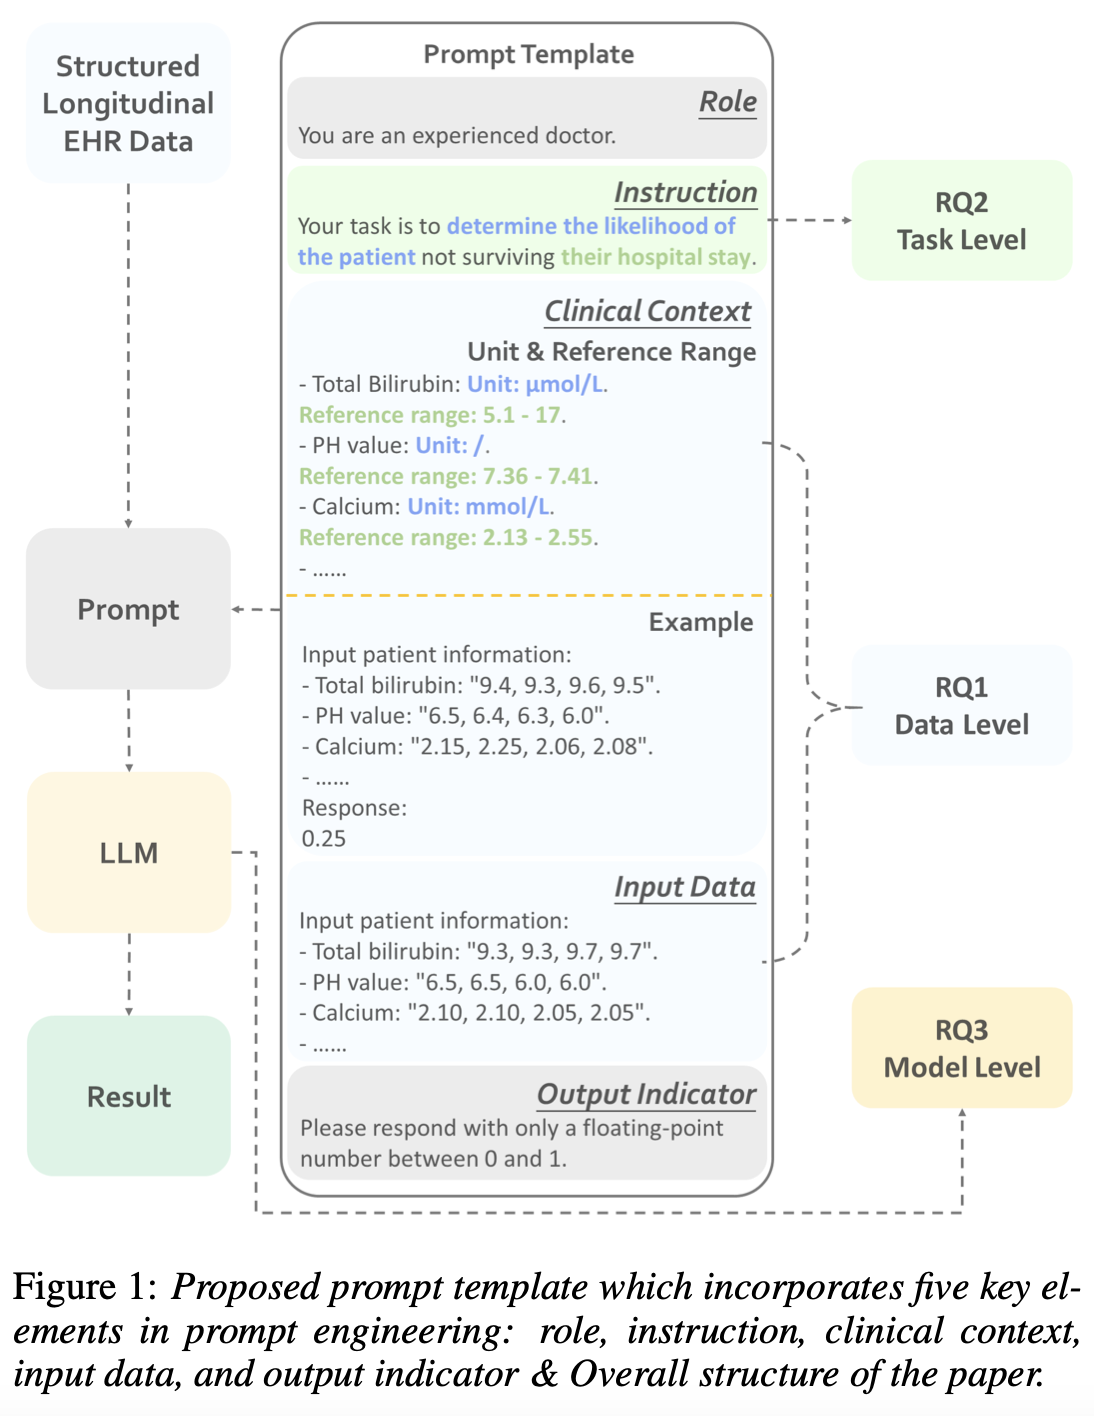 Structured
Longitudinal
EHR Data
Prompt
LLM
Result
Prompt Template
Role
You are an experienced doctor.
Instruction
Your task is to determine the likelihood of
the patient not surviving their hospital stay.
Clinical Context
Unit & Reference Range
- Total Bilirubin: Unit: μmol/L.
Reference range: 5.1 - 17.
- PH value: Unit: /.
Reference range: 7.36 - 7.41.
- Calcium: Unit: mmol/L.
Reference range: 2.13 - 2.55.
- ......
Example
Input patient information:
- Total bilirubin: "9.4, 9.3, 9.6, 9.5".
- PH value: "6.5, 6.4, 6.3, 6.0".
- Calcium: "2.15, 2.25, 2.06, 2.08".
- ......
Response:
0.25
Input Data
Input patient information:
- Total bilirubin: "9.3, 9.3, 9.7, 9.7".
- PH value: "6.5, 6.5, 6.0, 6.0".
- Calcium: "2.10, 2.10, 2.05, 2.05".
- ......
Output Indicator
Please respond with only a floating-point
number between 0 and 1.
RQ2
Task Level
RQ1
Data Level
RQ3
Model Level
Figure 1: Proposed prompt template which incorporates five key el-
ements in prompt engineering: role, instruction, clinical context,
input data, and output indicator & Overall structure of the paper.